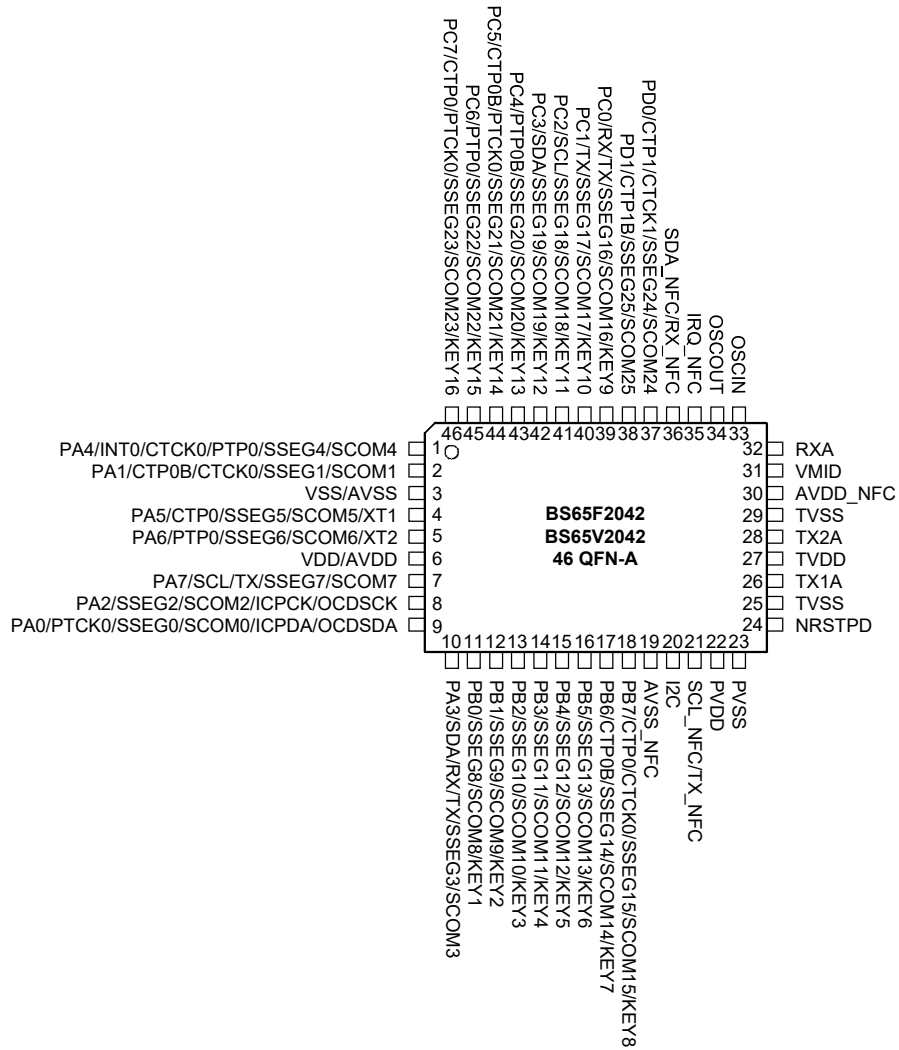 PC7/CTP0/PTCK0/SSEG23/SCOM23/KEY16
PC6/PTP0/SSEG22/SCOM22/KEY15
PC5/CTP0B/PTCK0/SSEG21/SCOM21/KEY14
PC4/PTP0B/SSEG20/SCOM20/KEY13
PC3/SDA/SSEG19/SCOM19/KEY12
PC2/SCL/SSEG18/SCOM18/KEY11
PC1/TX/SSEG17/SCOM17/KEY10
PC0/RX/TX/SSEG16/SCOM16/KEY9
PD1/CTP1B/SSEG25/SCOM25
PD0/CTP1/CTCK1/SSEG24/SCOM24
SDA_NFC/RX_NFC
IRQ_NFC
OSCOUT
OSCIN
46 45 44 43 42 41 40 39 38 37 36 35 34 33
PA4/INT0/CTCK0/PTP0/SSEG4/SCOM4 1
PA1/CTP0B/CTCK0/SSEG1/SCOM1 2
VSS/AVSS 3
PA5/CTP0/SSEG5/SCOM5/XT1 4
PA6/PTP0/SSEG6/SCOM6/XT2 5
VDD/AVDD 6
PA7/SCL/TX/SSEG7/SCOM7 7
PA2/SSEG2/SCOM2/ICPCK/OCDSCK 8
PA0/PTCK0/SSEG0/SCOM0/ICPDA/OCDSDA 9
BS65F2042
BS65V2042
46 QFN-A
32 RXA
31 VMID
30 AVDD_NFC
29 TVSS
28 TX2A
27 TVDD
26 TX1A
25 TVSS
24 NRSTPD
10 11 12 13 14 15 16 17 18 19 20 21 22 23
PA3/SDA/RX/TX/SSEG3/SCOM3
PB0/SSEG8/SCOM8/KEY1
PB1/SSEG9/SCOM9/KEY2
PB2/SSEG10/SCOM10/KEY3
PB3/SSEG11/SCOM11/KEY4
PB4/SSEG12/SCOM12/KEY5
PB5/SSEG13/SCOM13/KEY6
PB6/CTP0B/SSEG14/SCOM14/KEY7
PB7/CTP0/CTCK0/SSEG15/SCOM15/KEY8
AVSS_NFC
I2C
SCL_NFC/TX_NFC
PVDD
PVSS